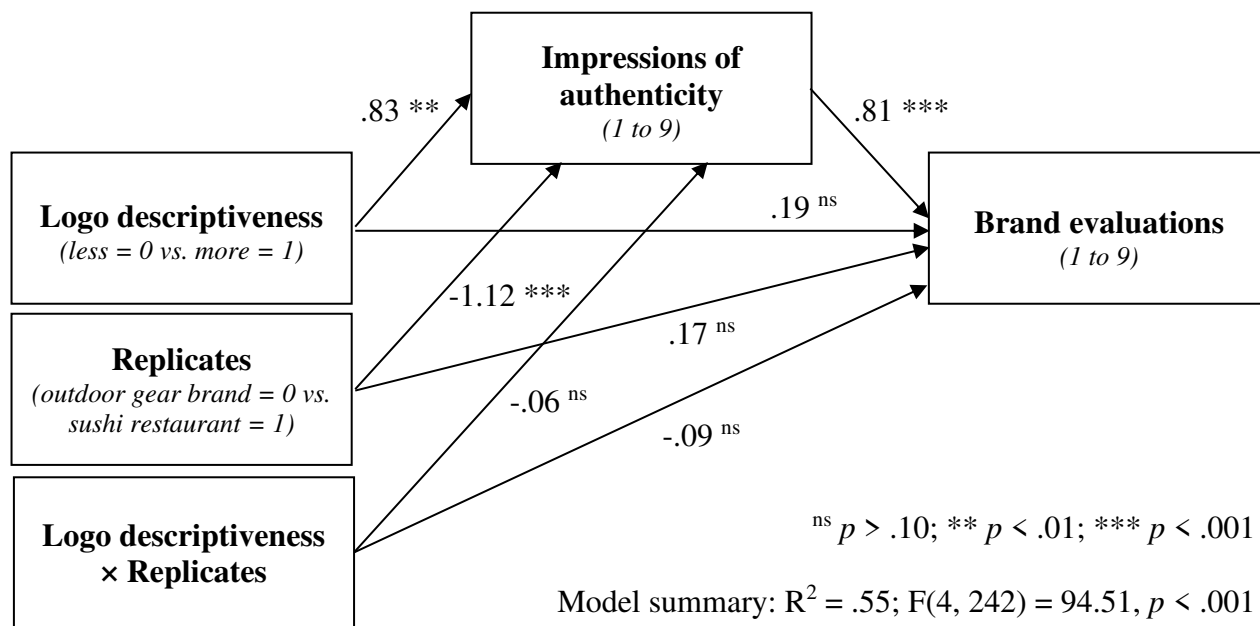 Impressions of
authenticity
(1 to 9)
.83 **
.81 ***
Logo descriptiveness
(less = 0 vs. more = 1)
.19 ns
Brand evaluations
(1 to 9)
-1.12 ***
.17 ns
Replicates
(outdoor gear brand = 0 vs.
sushi restaurant = 1)
-.06 ns
-.09 ns
Logo descriptiveness
× Replicates
ns p > .10; ** p < .01; *** p < .001
Model summary: R² = .55; F(4, 242) = 94.51, p < .001